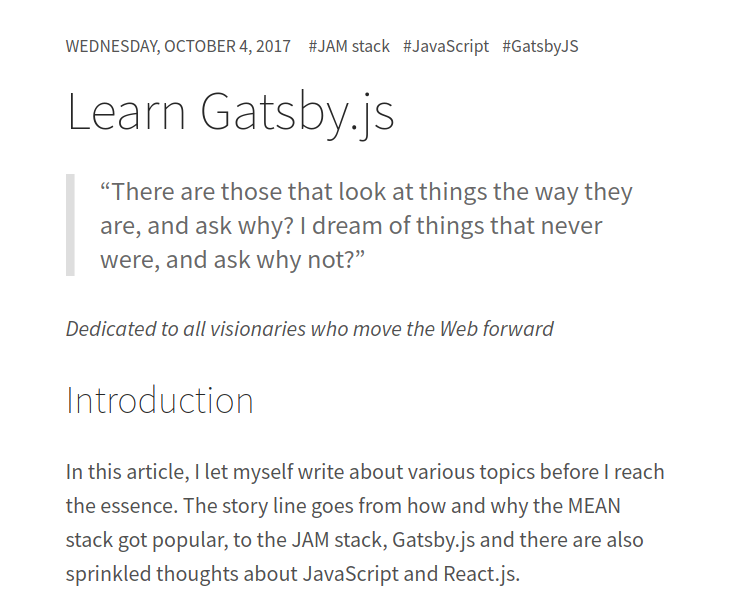 WEDNESDAY, OCTOBER 4, 2017 #JAM stack #JavaScript #GatsbyJS
Learn Gatsby.js
“There are those that look at things the way they
are, and ask why? I dream of things that never
were, and ask why not?”
Dedicated to all visionaries who move the Web forward
Introduction
In this article, I let myself write about various topics before I reach
the essence. The story line goes from how and why the MEAN
stack got popular, to the JAM stack, Gatsby.js and there are also
sprinkled thoughts about JavaScript and React.js.